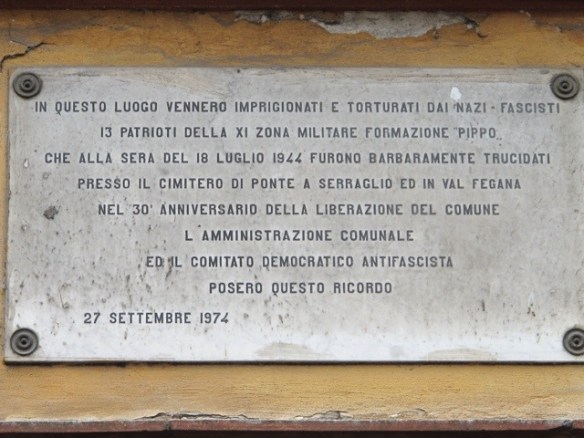 IN QUESTO LUOGO VENNERO IMPRIGIONATI E TORTURATI DAI NAZI-FASCISTI
13 PATRIOTI DELLA XI ZONA MILITARE FORMAZIONE "PIPPO"
CHE ALLA SERA DEL 18 LUGLIO 1944 FURONO BARBARAMENTE TRUCIDATI
PRESSO IL CIMITERO DI PONTE A SERRAGLIO ED IN VAL FEGANA
NEL 30° ANNIVERSARIO DELLA LIBERAZIONE DEL COMUNE
L'AMMINISTRAZIONE COMUNALE
ED IL COMITATO DEMOCRATICO ANTIFASCISTA
POSERO QUESTO RICORDO
27 SETTEMBRE 1974